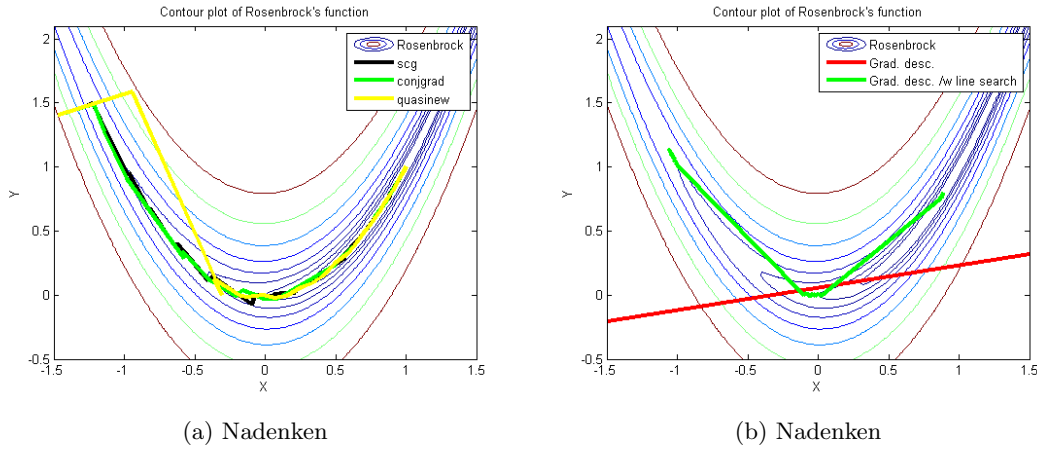 Contour plot of Rosenbrock's function
2
1.5
1
0.5
0
-0.5
Y
-1.5
-1
-0.5
0
0.5
1
1.5
X
Rosenbrock
scg
conjgrad
quasinew
(a) Nadenken
Contour plot of Rosenbrock's function
2
1.5
1
0.5
0
-0.5
Y
-1.5
-1
-0.5
0
0.5
1
1.5
X
Rosenbrock
Grad. desc.
Grad. desc. /w line search
(b) Nadenken